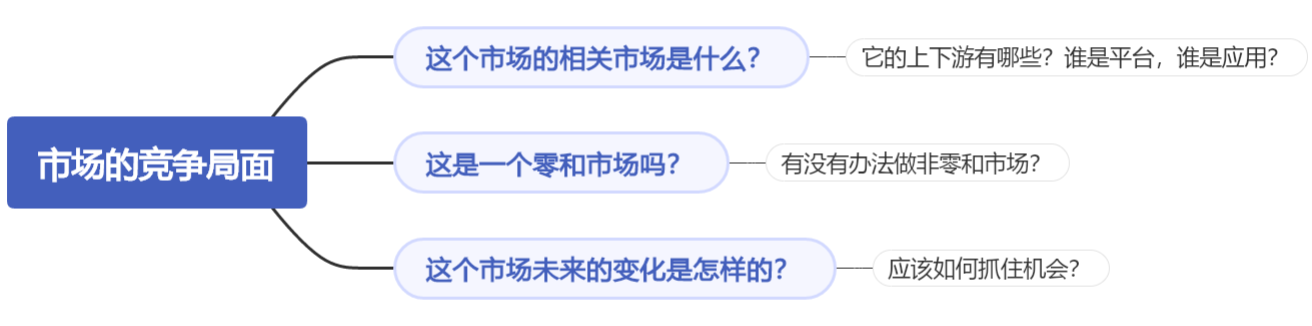 这个市场的相关市场是什么？
它的上下游有哪些？谁是平台，谁是应用？
市场的竞争局面
这是一个零和市场吗？
有没有办法做非零和市场？
这个市场未来的变化是怎样的？
应该如何抓住机会？